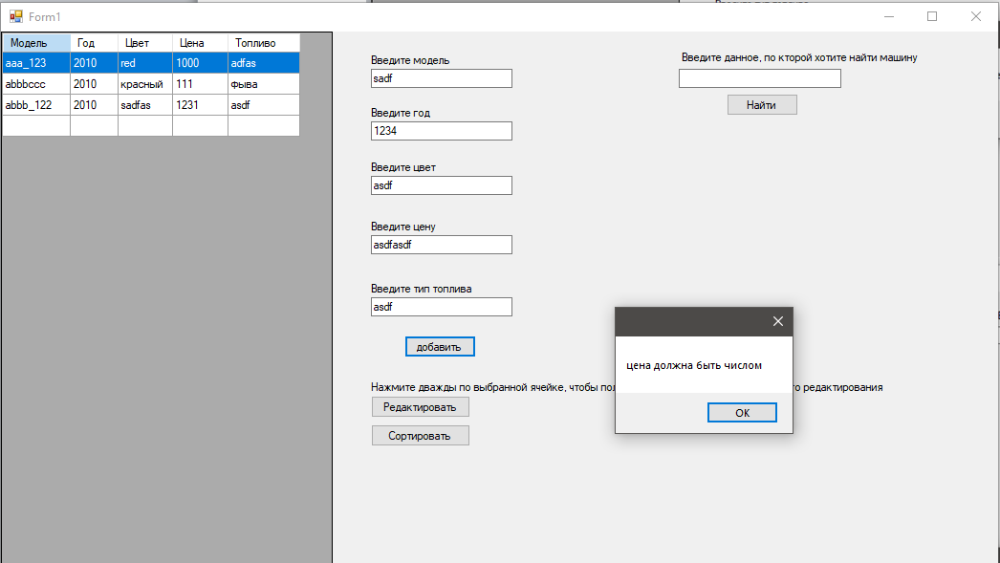 Form1
Модель Год Цвет Цена Топливо
aaa_123 2010 red 1000 adfas
abbbccc 2010 красный 111 фыва
abbb_122 2010 sadfas 1231 asdf
Введите модель
sadf
Введите год
1234
Введите цвет
asdf
Введите цену
asdfasdf
Введите тип топлива
asdf
добавить
Нажмите дважды по выбранной ячейке, чтобы редактирования
Редактировать
Сортировать
Введите данное, по кторой хотите найти машину
Найти
цена должна быть числом
OK